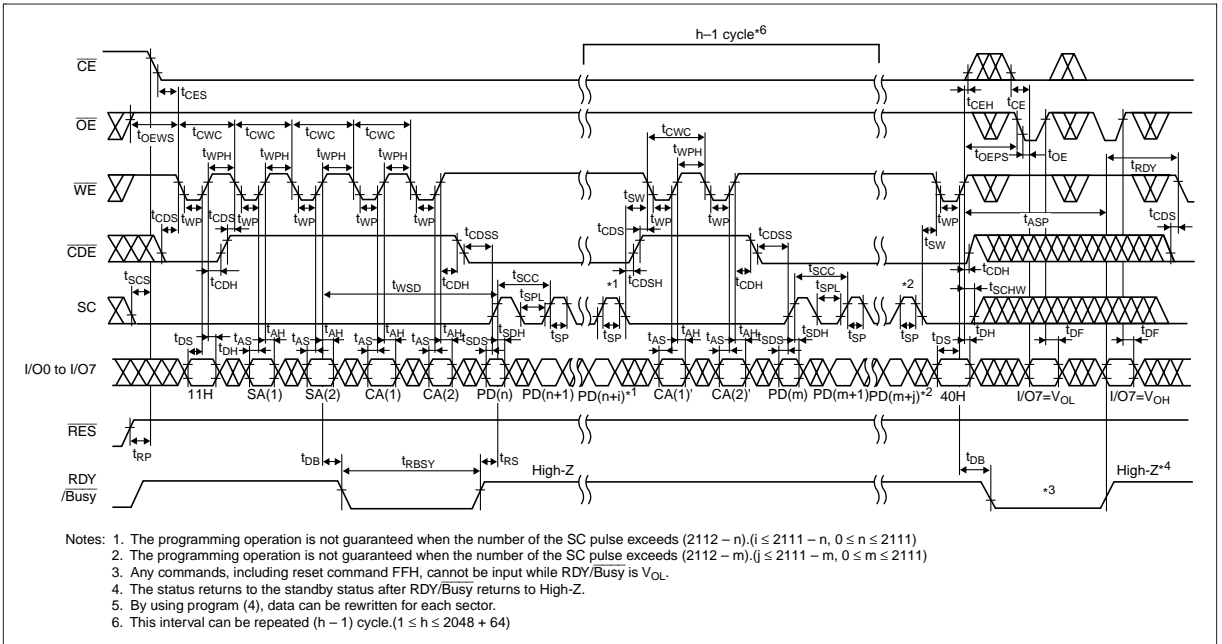 h–1 cycle*6
CE
tCES tCEH tCE
OE
tOEWS tCWC tCWC tCWC tCWC tCWC
tWPH tWPH tWPH tWPH tWPH tOEPS tOE
tRDY
WE
tCDS tWP tCDS tWP tWP tWP tWP tSW tWP tWP tWP tASP
tCDS tSW tCDS
CDE
tCDSS tCDSS
tSCS tCDH tCDH tCDSH tCDH tCDH
tWSD tSCC *1 tSCC *2 tSCHW
tSPL tSPL
SC
tDS tDH tAS tAH tAS tAH tAS tAH tAS tAH tSDS tSDH tSP tSP tAS tAH tAS tAH tSDS tSDH tSP tSP tDS tDH tDF tDF
I/O0 to I/O7
11H SA(1) SA(2) CA(1) CA(2) PD(n) PD(n+1) PD(n+i)*1 CA(1)' CA(2)' PD(m) PD(m+1) PD(m+j)*2 40H I/O7=VOL I/O7=VOH
RES
tRP
tDB tRBSY tRS tDB
RDY
/Busy
High-Z *3 High-Z*4
Notes: 1. The programming operation is not guaranteed when the number of the SC pulse exceeds (2112 – n).(i ≤ 2111 – n, 0 ≤ n ≤ 2111)
2. The programming operation is not guaranteed when the number of the SC pulse exceeds (2112 – m).(j ≤ 2111 – m, 0 ≤ m ≤ 2111)
3. Any commands, including reset command FFH, cannot be input while RDY/Busy is VOL.
4. The status returns to the standby status after RDY/Busy returns to High-Z.
5. By using program (4), data can be rewritten for each sector.
6. This interval can be repeated (h – 1) cycle.(1 ≤ h ≤ 2048 + 64)